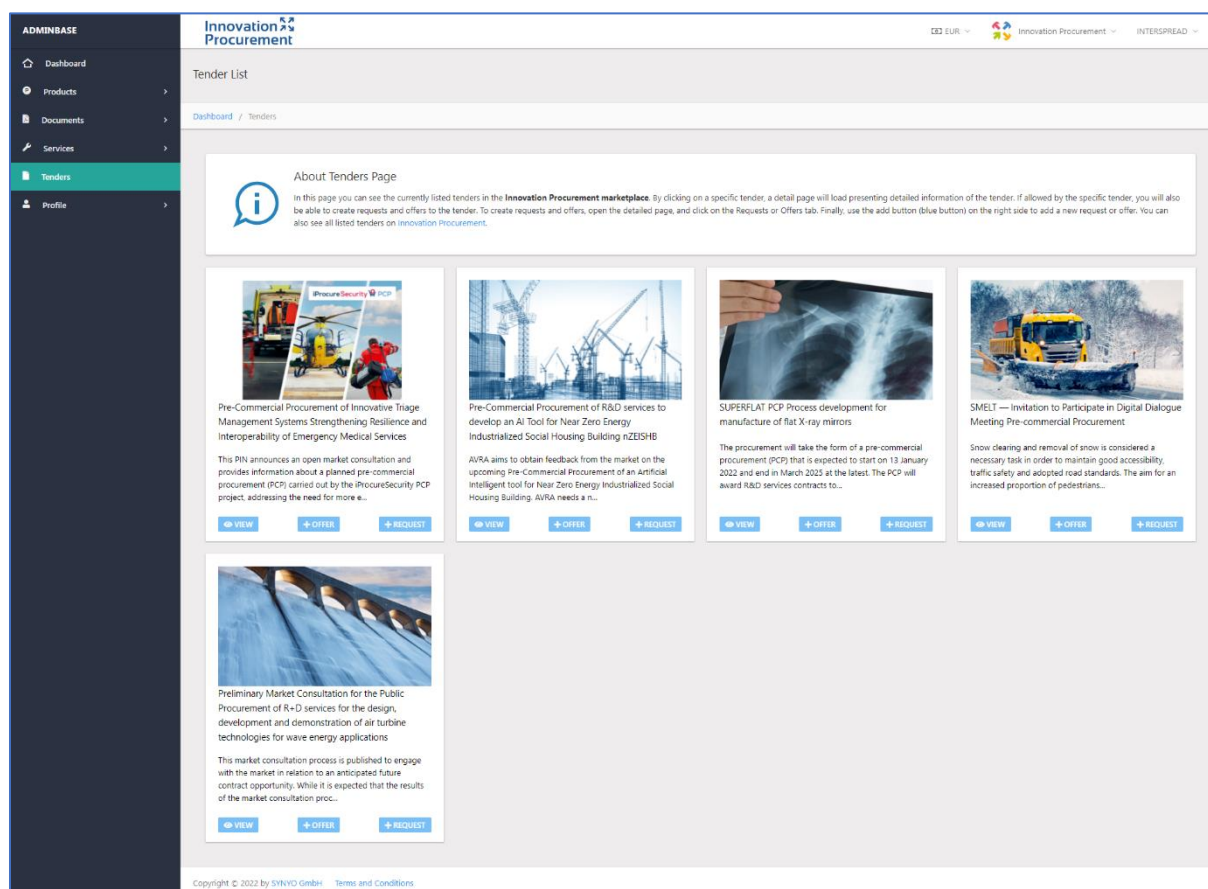 ADMINBASE
Innovation
Procurement
EUR
Innovation Procurement
INTERSPREAD
Dashboard
Products
Documents
Services
Tenders
Profile
Tender List
Dashboard / Tenders
About Tenders Page
In this page you can see the currently listed tenders in the Innovation Procurement marketplace. By clicking on a specific tender, a detail page will load presenting detailed information of the tender. If allowed by the specific tender, you will also
be able to create requests and offers to the tender. To create requests and offers, open the detailed page, and click on the Requests or Offers tab. Finally, use the add button (blue button) on the right side to add a new request or offer. You can
also see all listed tenders on Innovation Procurement.
iProcureSecurity PCP
Pre-Commercial Procurement of Innovative Triage
Management Systems Strengthening Resilience and
Interoperability of Emergency Medical Services
This PIN announces an open market consultation and
provides information about a planned pre-commercial
procurement (PCP) carried out by the iProcureSecurity PCP
project, addressing the need for more e...
VIEW
+ OFFER
+ REQUEST
Pre-Commercial Procurement of R&D services to
develop an AI Tool for Near Zero Energy
Industrialized Social Housing Building nZEISHB
AVRA aims to obtain feedback from the market on the
upcoming Pre-Commercial Procurement of an Artificial
Intelligent tool for Near Zero Energy Industrialized Social
Housing Building. AVRA needs a n...
VIEW
+ OFFER
+ REQUEST
SUPERFLAT PCP Process development for
manufacture of flat X-ray mirrors
The procurement will take the form of a pre-commercial
procurement (PCP) that is expected to start on 13 January
2022 and end in March 2025 at the latest. The PCP will
award R&D services contracts to...
VIEW
+ OFFER
+ REQUEST
SMELT — Invitation to Participate in Digital Dialogue
Meeting Pre-commercial Procurement
Snow clearing and removal of snow is considered a
necessary task in order to maintain good accessibility,
traffic safety and adopted road standards. The aim for an
increased proportion of pedestrians...
VIEW
+ OFFER
+ REQUEST
Preliminary Market Consultation for the Public
Procurement of R+D services for the design,
development and demonstration of air turbine
technologies for wave energy applications
This market consultation process is published to engage
with the market in relation to an anticipated future
contract opportunity. While it is expected that the results
of the market consultation proc...
VIEW
+ OFFER
+ REQUEST
Copyright © 2022 by SYNYO GmbH Terms and Conditions